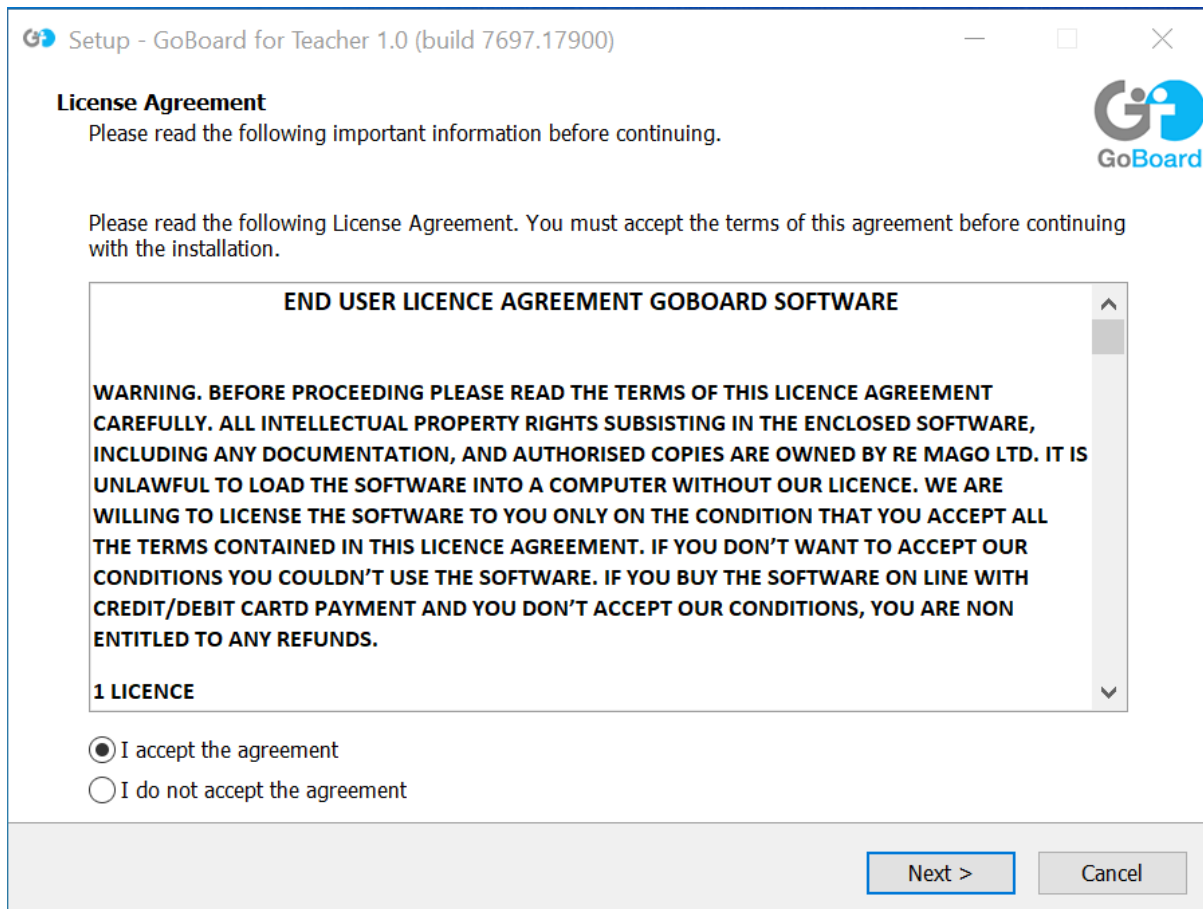 Setup - GoBoard for Teacher 1.0 (build 7697.17900)
License Agreement
Please read the following important information before continuing.
GoBoard
Please read the following License Agreement. You must accept the terms of this agreement before continuing
with the installation.
END USER LICENCE AGREEMENT GOBOARD SOFTWARE
WARNING. BEFORE PROCEEDING PLEASE READ THE TERMS OF THIS LICENCE AGREEMENT
CAREFULLY. ALL INTELLECTUAL PROPERTY RIGHTS SUBSISTING IN THE ENCLOSED SOFTWARE,
INCLUDING ANY DOCUMENTATION, AND AUTHORISED COPIES ARE OWNED BY RE MAGO LTD. IT IS
UNLAWFUL TO LOAD THE SOFTWARE INTO A COMPUTER WITHOUT OUR LICENCE. WE ARE
WILLING TO LICENSE THE SOFTWARE TO YOU ONLY ON THE CONDITION THAT YOU ACCEPT ALL
THE TERMS CONTAINED IN THIS LICENCE AGREEMENT. IF YOU DON’T WANT TO ACCEPT OUR
CONDITIONS YOU COULDN’T USE THE SOFTWARE. IF YOU BUY THE SOFTWARE ON LINE WITH
CREDIT/DEBIT CARTD PAYMENT AND YOU DON’T ACCEPT OUR CONDITIONS, YOU ARE NON
ENTITLED TO ANY REFUNDS.
1 LICENCE
I accept the agreement
I do not accept the agreement
Next >
Cancel